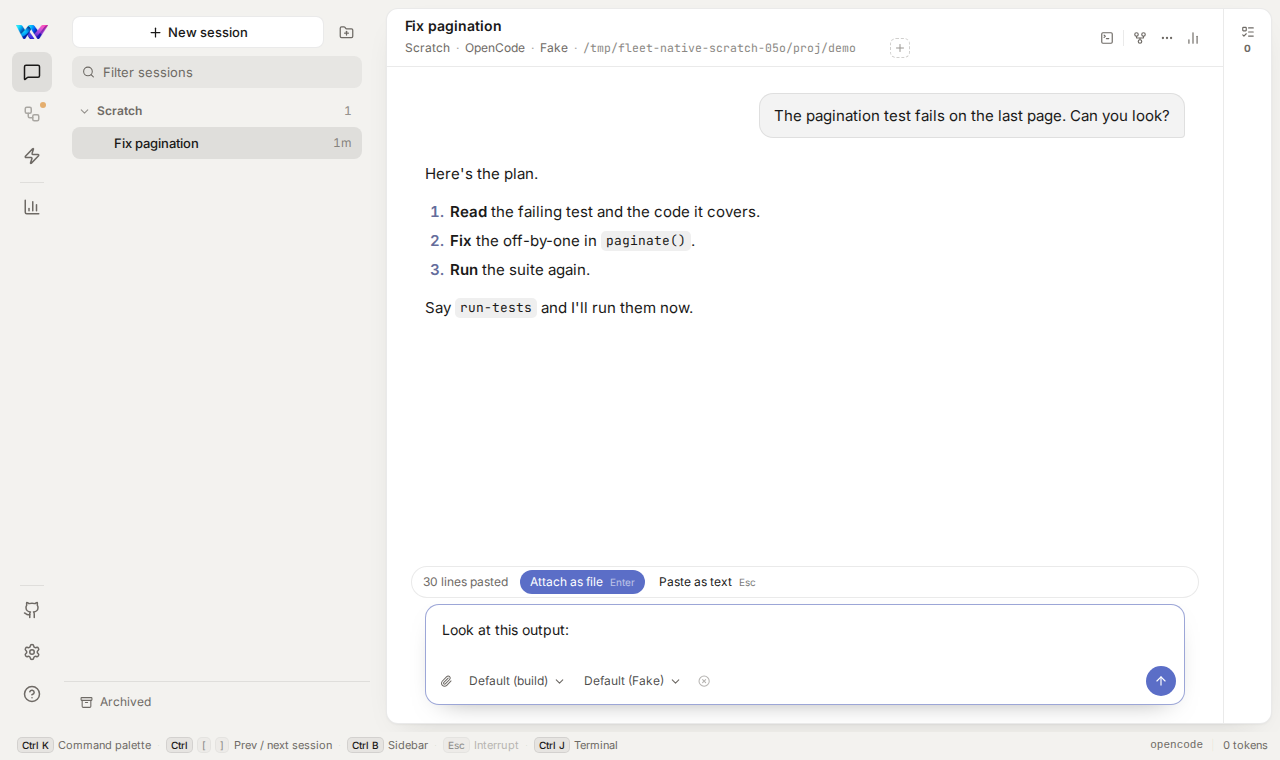 New session
Filter sessions
Scratch 1
Fix pagination 1m
Archived
Fix pagination
Scratch · OpenCode · Fake · /tmp/fleet-native-scratch-05o/proj/demo
0
The pagination test fails on the last page. Can you look?
Here's the plan.
1. Read the failing test and the code it covers.
2. Fix the off-by-one in paginate().
3. Run the suite again.
Say run-tests and I'll run them now.
30 lines pasted Attach as file Enter Paste as text Esc
Look at this output:
Default (build) Default (Fake)
Ctrl K Command palette Ctrl [ ] Prev / next session Ctrl B Sidebar Esc Interrupt Ctrl J Terminal opencode 0 tokens